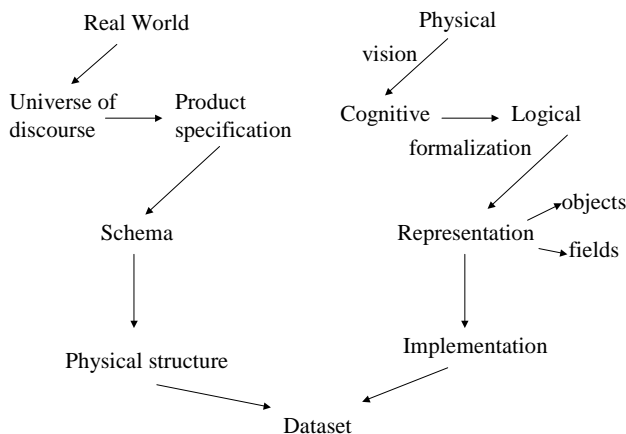 Real World
Physical
vision
Universe of
discourse
Product
specification
Cognitive
Logical
formalization
objects
Schema
Representation
fields
Physical structure
Implementation
Dataset